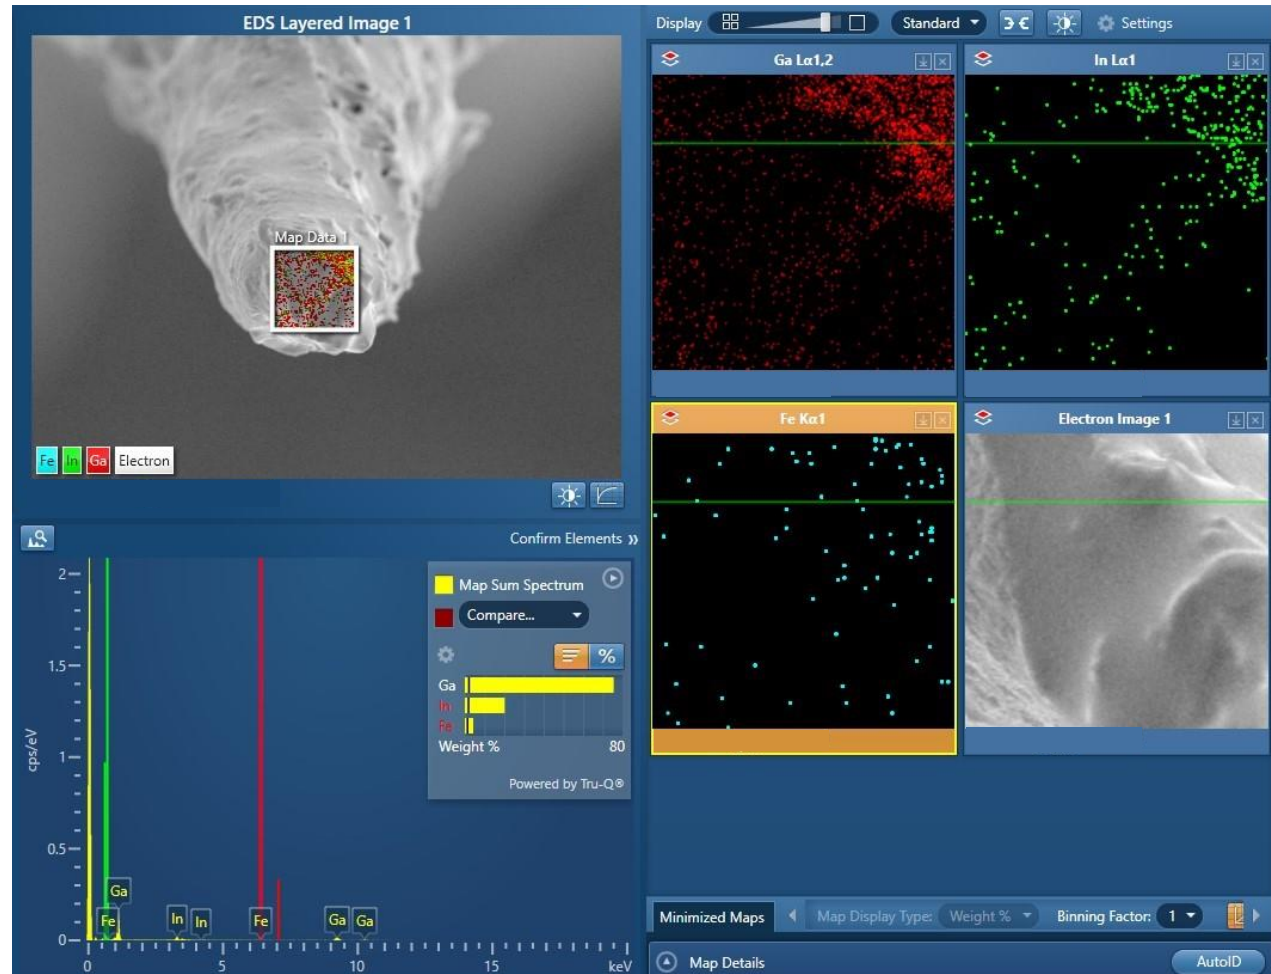 EDS Layered Image 1
Map Data 1
Fe In Ga Electron
Display Standard Settings
Ga Lα1,2
In Lα1
Fe Kα1
Electron Image 1
Confirm Elements »
Map Sum Spectrum
Compare...
%
Ga
In
Fe
Weight % 80
Powered by Tru-Q®
cps/eV
2
1.5
1
0.5
0
Fe Ga In In Fe Ga Ga
0 5 10 15 keV
Minimized Maps Map Display Type: Weight % Binning Factor: 1
Map Details AutoID